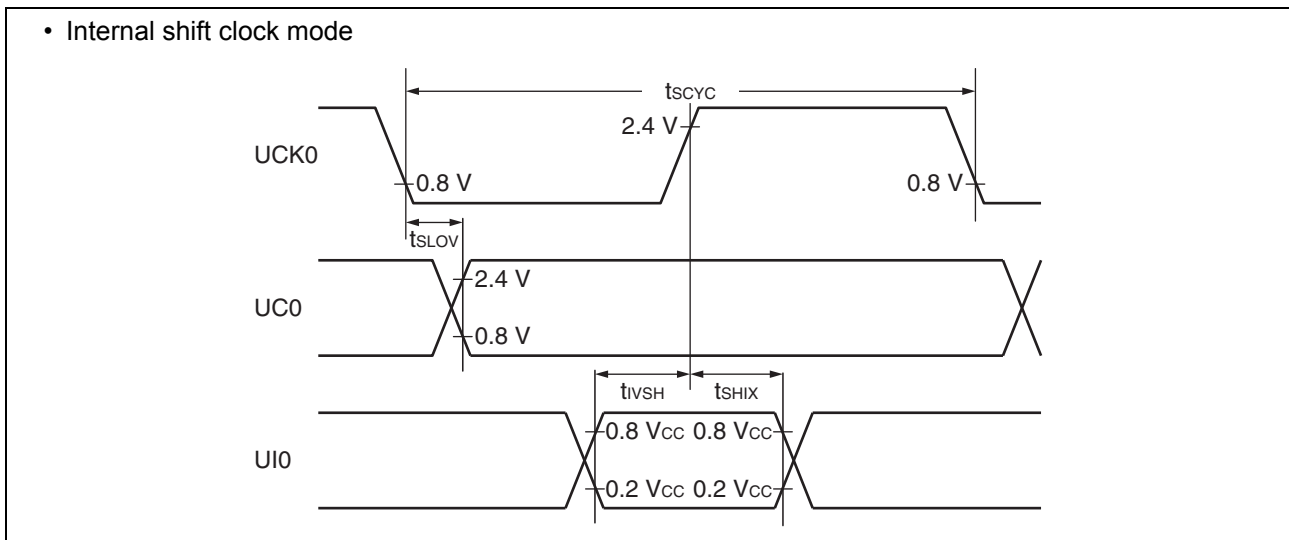 • Internal shift clock mode
tSCYC
2.4 V
UCK0
0.8 V 0.8 V
tSLOV
2.4 V
UC0
0.8 V
tIVSH tSHIX
0.8 VCC 0.8 VCC
UI0
0.2 VCC 0.2 VCC